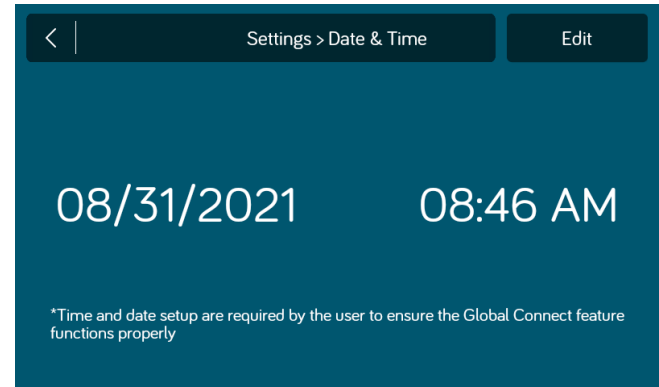 Settings > Date & Time
Edit
08/31/2021
08:46 AM
*Time and date setup are required by the user to ensure the Global Connect feature
functions properly